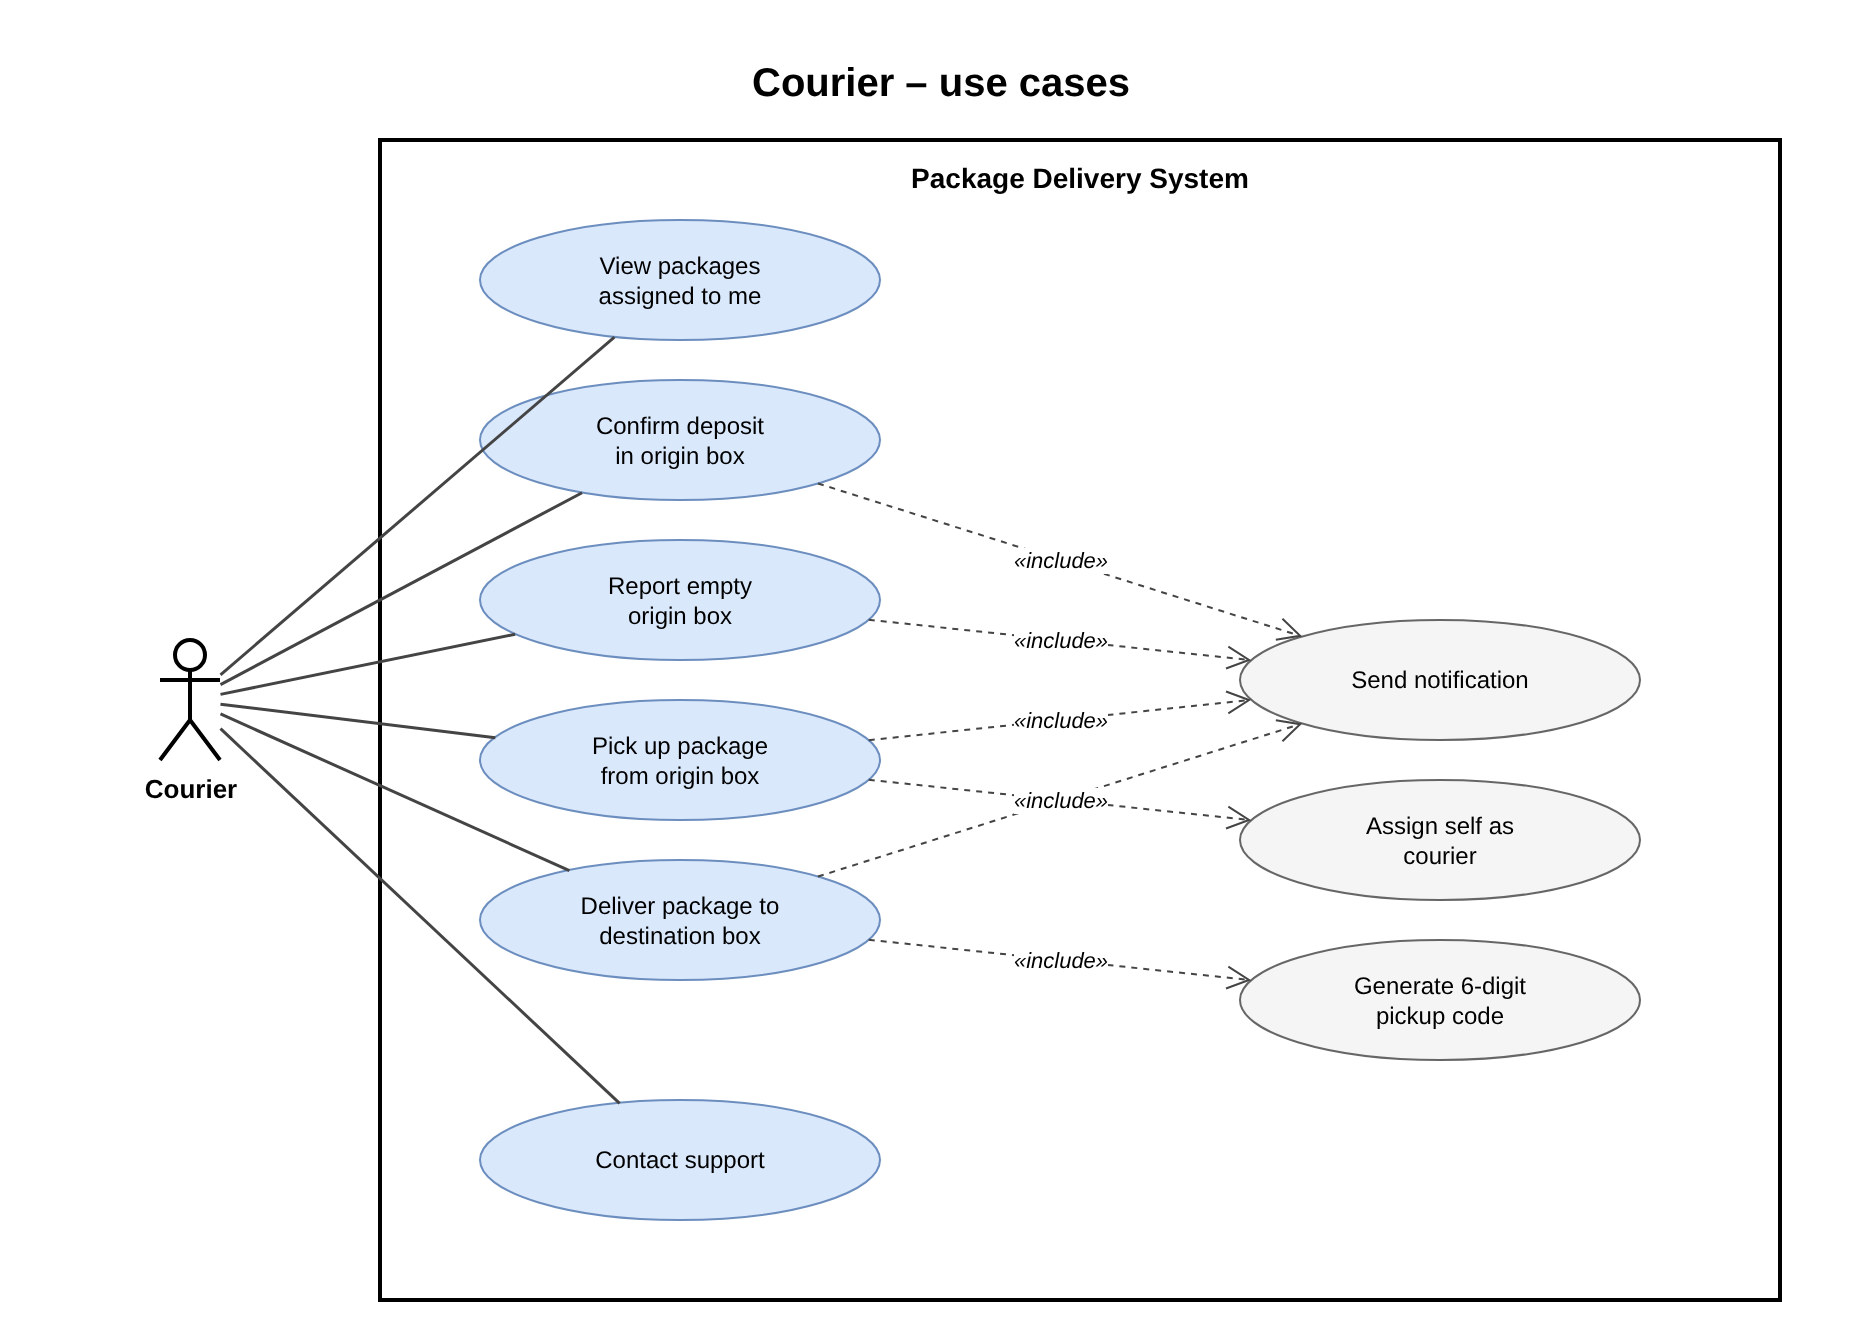 Courier – use cases
Package Delivery System
View packages
assigned to me
Confirm deposit
in origin box
«include»
Report empty
origin box
«include»
Send notification
«include»
Pick up package
from origin box
Courier
«include»
Assign self as
courier
Deliver package to
destination box
«include»
Generate 6-digit
pickup code
Contact support